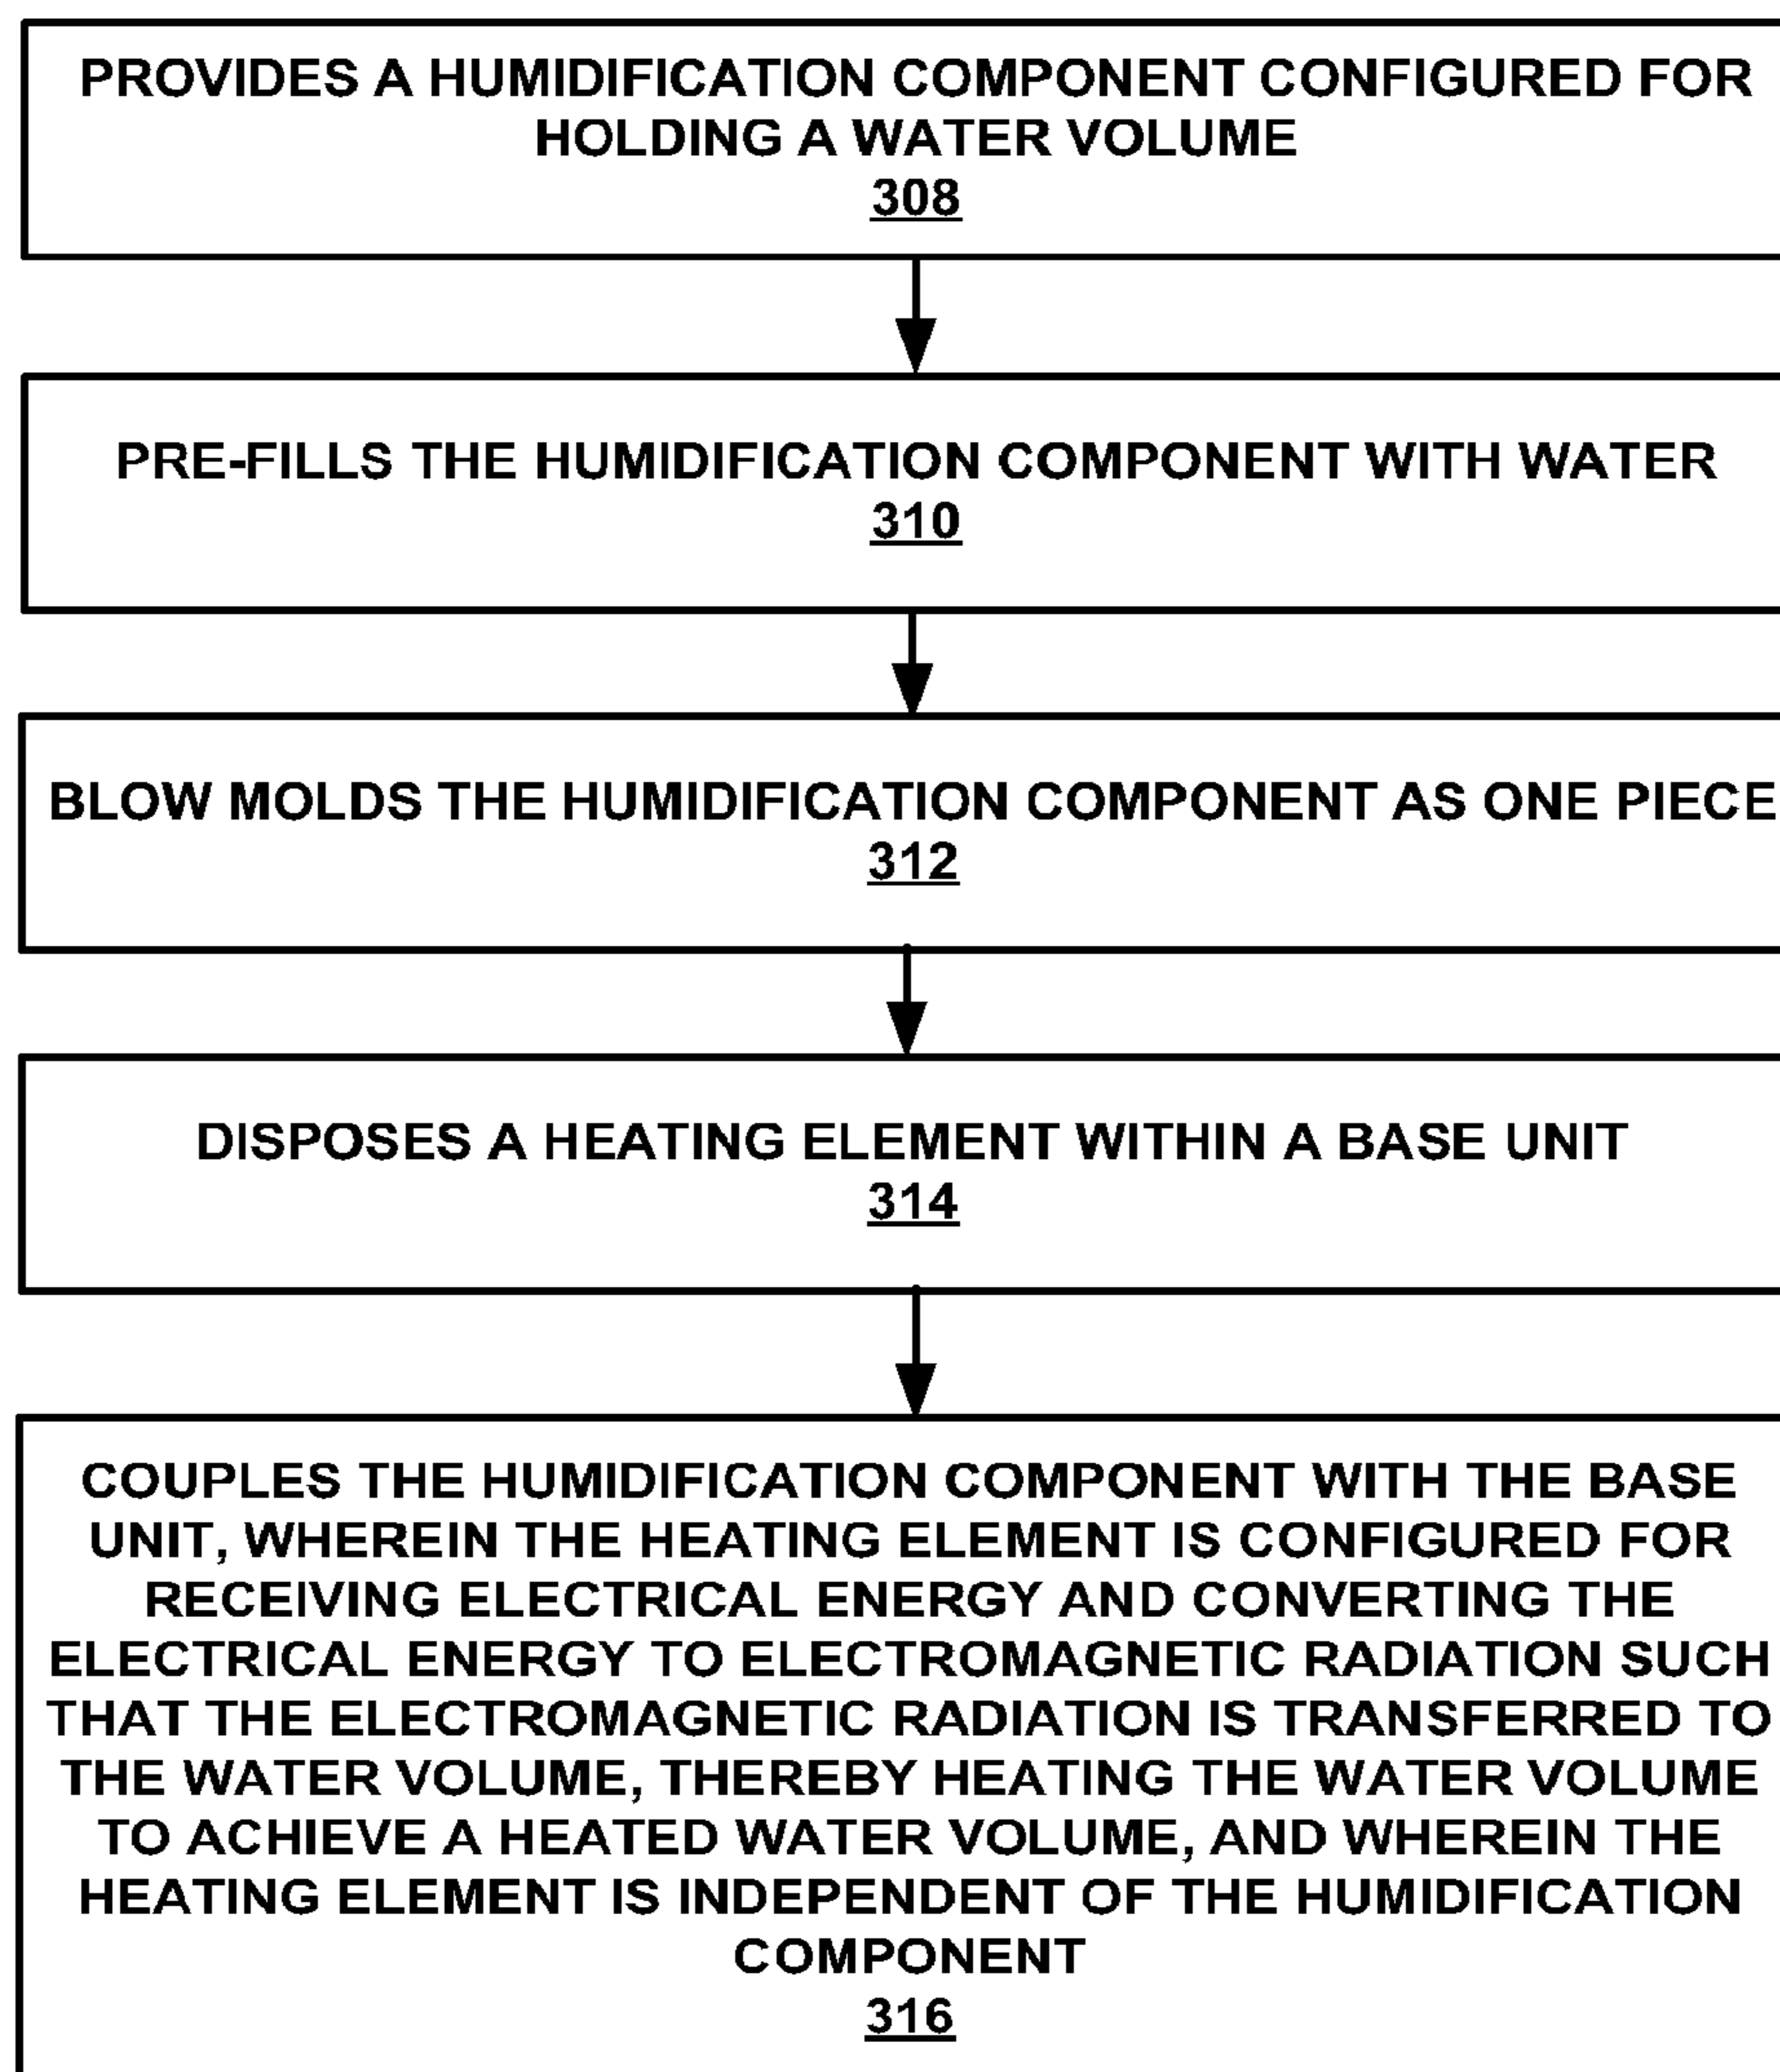 PROVIDES A HUMIDIFICATION COMPONENT CONFIGURED FOR
HOLDING A WATER VOLUME
308
PRE-FILLS THE HUMIDIFICATION COMPONENT WITH WATER
310
BLOW MOLDS THE HUMIDIFICATION COMPONENT AS ONE PIECE
312
DISPOSES A HEATING ELEMENT WITHIN A BASE UNIT
314
COUPLES THE HUMIDIFICATION COMPONENT WITH THE BASE
UNIT, WHEREIN THE HEATING ELEMENT IS CONFIGURED FOR
RECEIVING ELECTRICAL ENERGY AND CONVERTING THE
ELECTRICAL ENERGY TO ELECTROMAGNETIC RADIATION SUCH
THAT THE ELECTROMAGNETIC RADIATION IS TRANSFERRED TO
THE WATER VOLUME, THEREBY HEATING THE WATER VOLUME
TO ACHIEVE A HEATED WATER VOLUME, AND WHEREIN THE
HEATING ELEMENT IS INDEPENDENT OF THE HUMIDIFICATION
COMPONENT
316